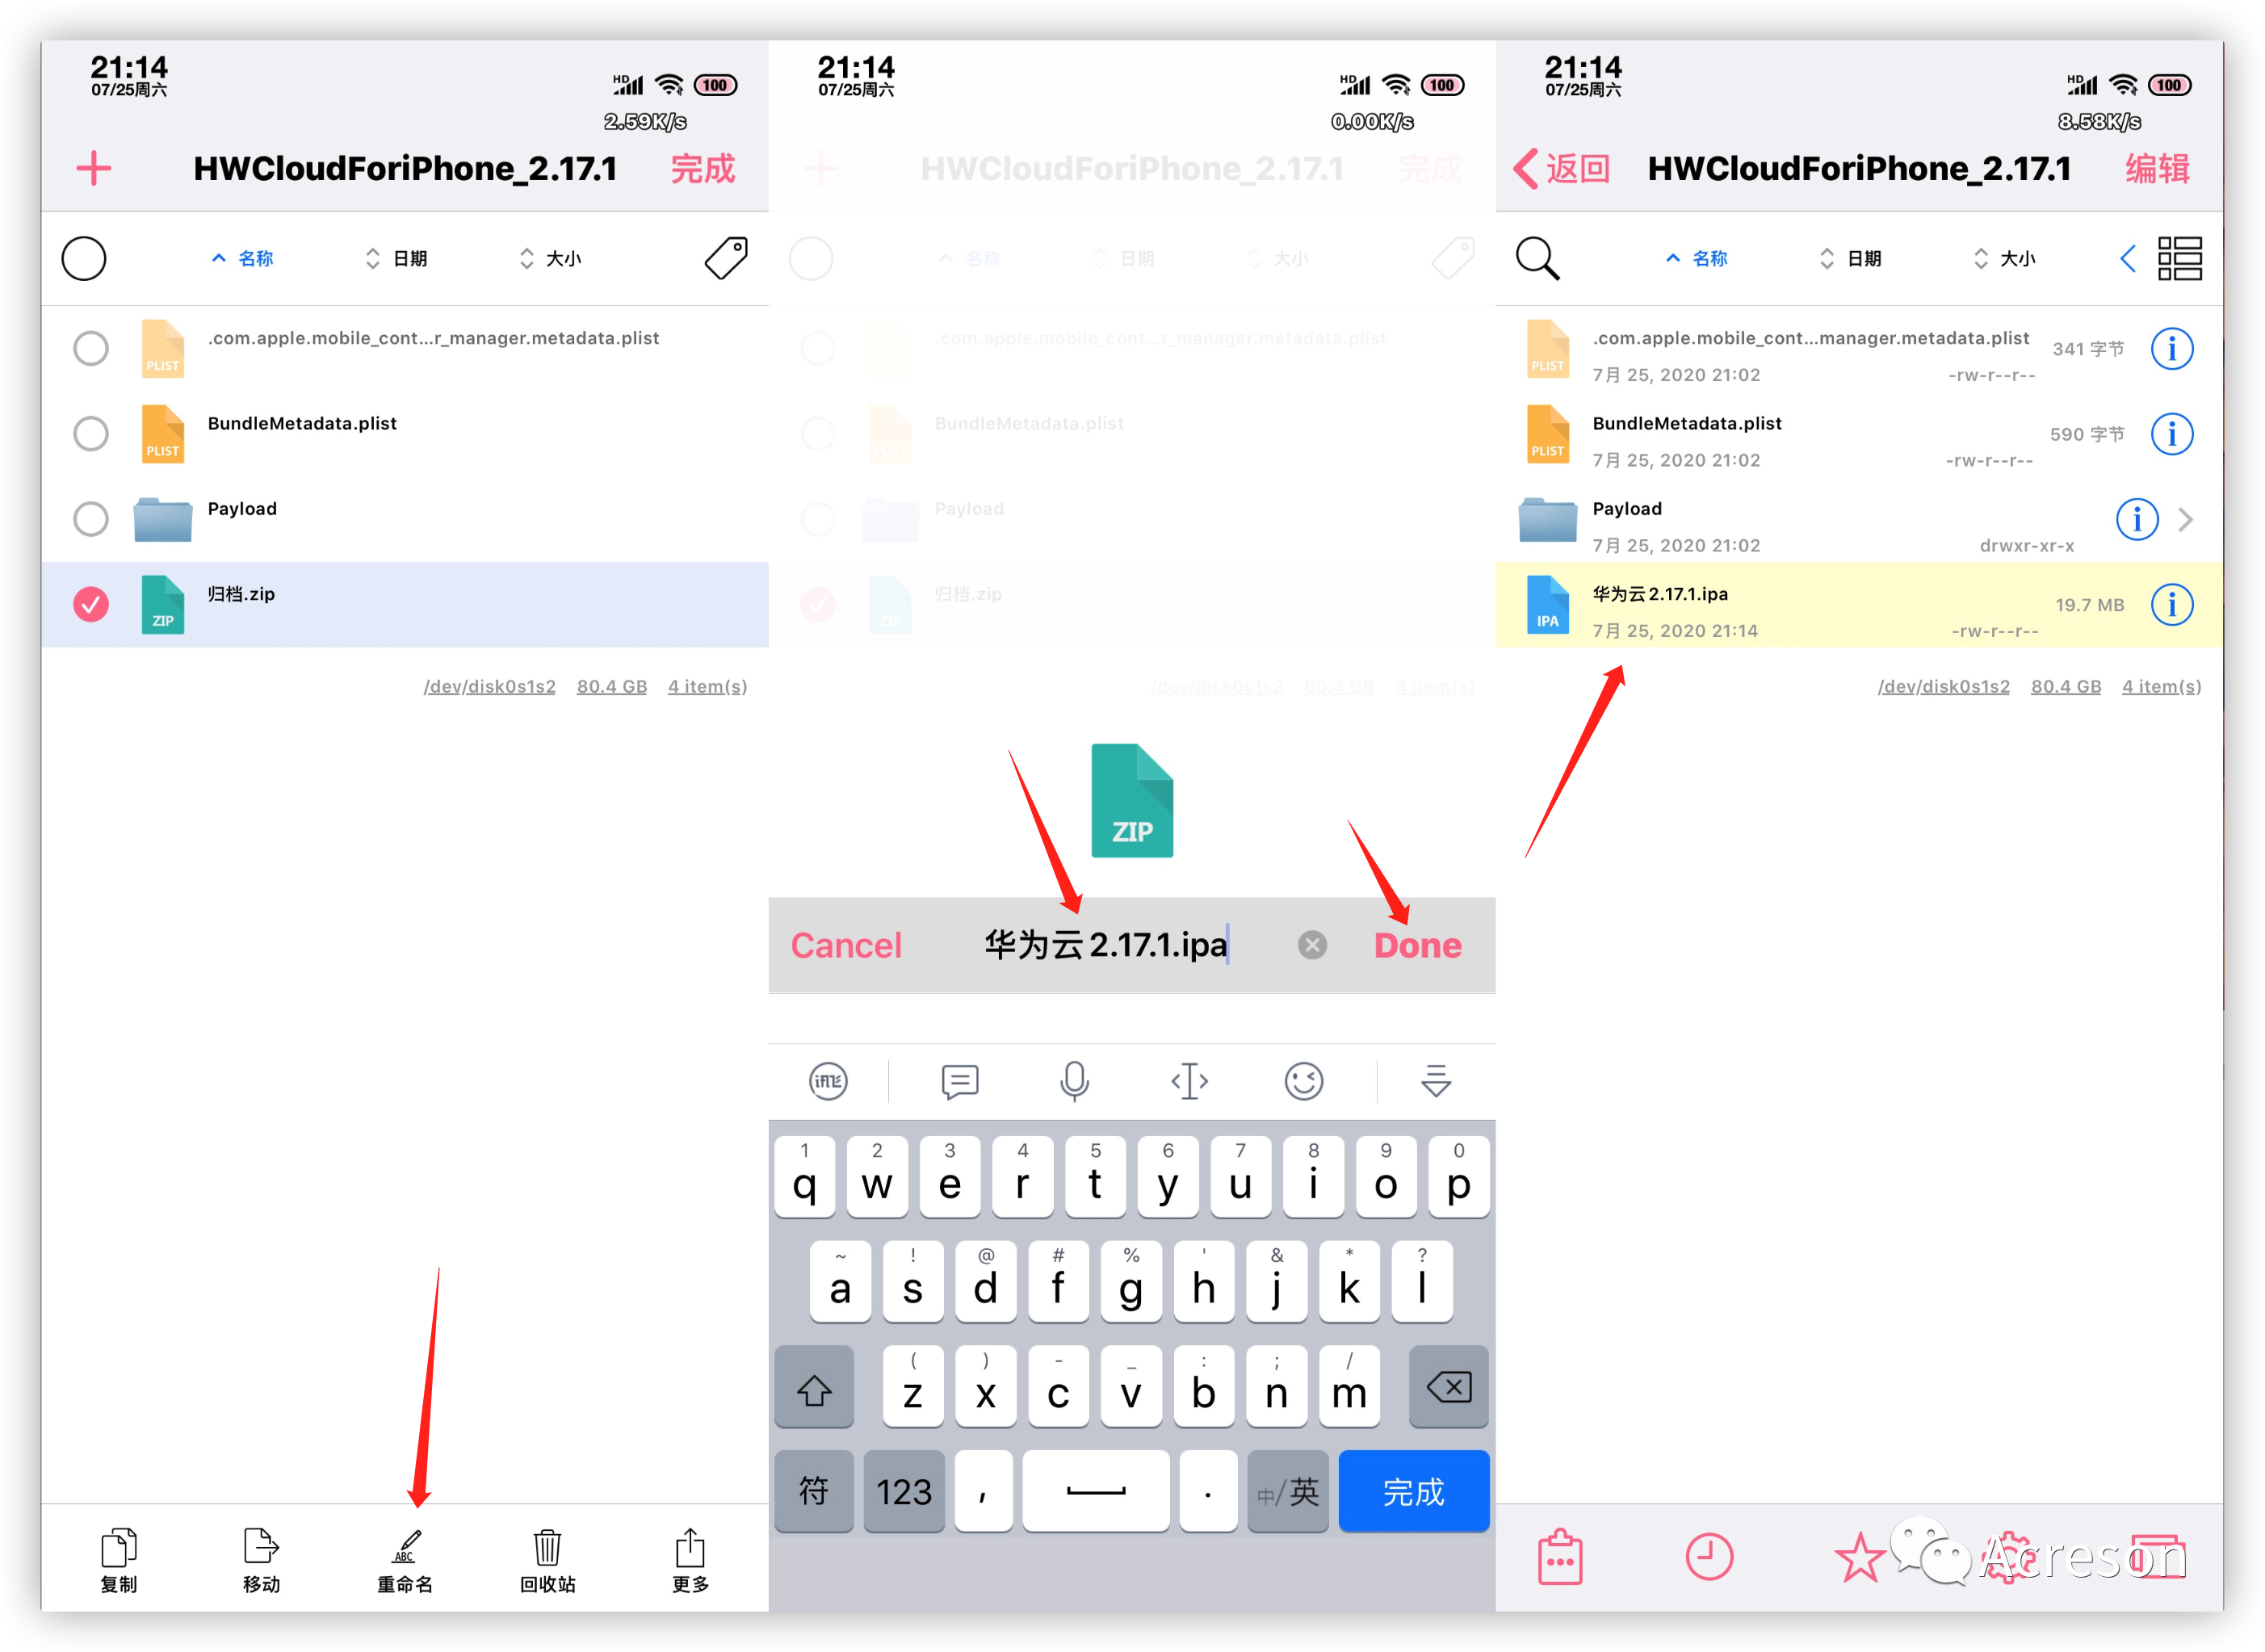 21:14
07/25周六
HD
100
2.59K/s
HWCloudForiPhone_2.17.1
完成
名称
日期
大小
PLIST
.com.apple.mobile_cont...r_manager.metadata.plist
PLIST
BundleMetadata.plist
Payload
ZIP
归档.zip
/dev/disk0s1s2 80.4 GB 4 item(s)
复制
移动
ABC
重命名
回收站
更多
21:14
07/25周六
HD
100
0.00K/s
HWCloudForiPhone_2.17.1
完成
名称
日期
大小
.com.apple.mobile_cont...r_manager.metadata.plist
BundleMetadata.plist
Payload
归档.zip
/dev/disk0s1s2 80.4 GB 4 item(s)
ZIP
Cancel
华为云2.17.1.ipa
Done
1 2 3 4 5 6 7 8 9 0
q w e r t y u i o p
~ ! @ # % ' & * ?
a s d f g h j k l
( ) - _ : ; /
z x c v b n m
符 123 , . 中/英 完成
21:14
07/25周六
HD
100
8.58K/s
返回
HWCloudForiPhone_2.17.1
编辑
名称
日期
大小
PLIST
.com.apple.mobile_cont...manager.metadata.plist
341 字节
7月 25, 2020 21:02
-rw-r--r--
PLIST
BundleMetadata.plist
590 字节
7月 25, 2020 21:02
-rw-r--r--
Payload
7月 25, 2020 21:02
drwxr-xr-x
IPA
华为云2.17.1.ipa
19.7 MB
7月 25, 2020 21:14
-rw-r--r--
/dev/disk0s1s2 80.4 GB 4 item(s)
Acreson